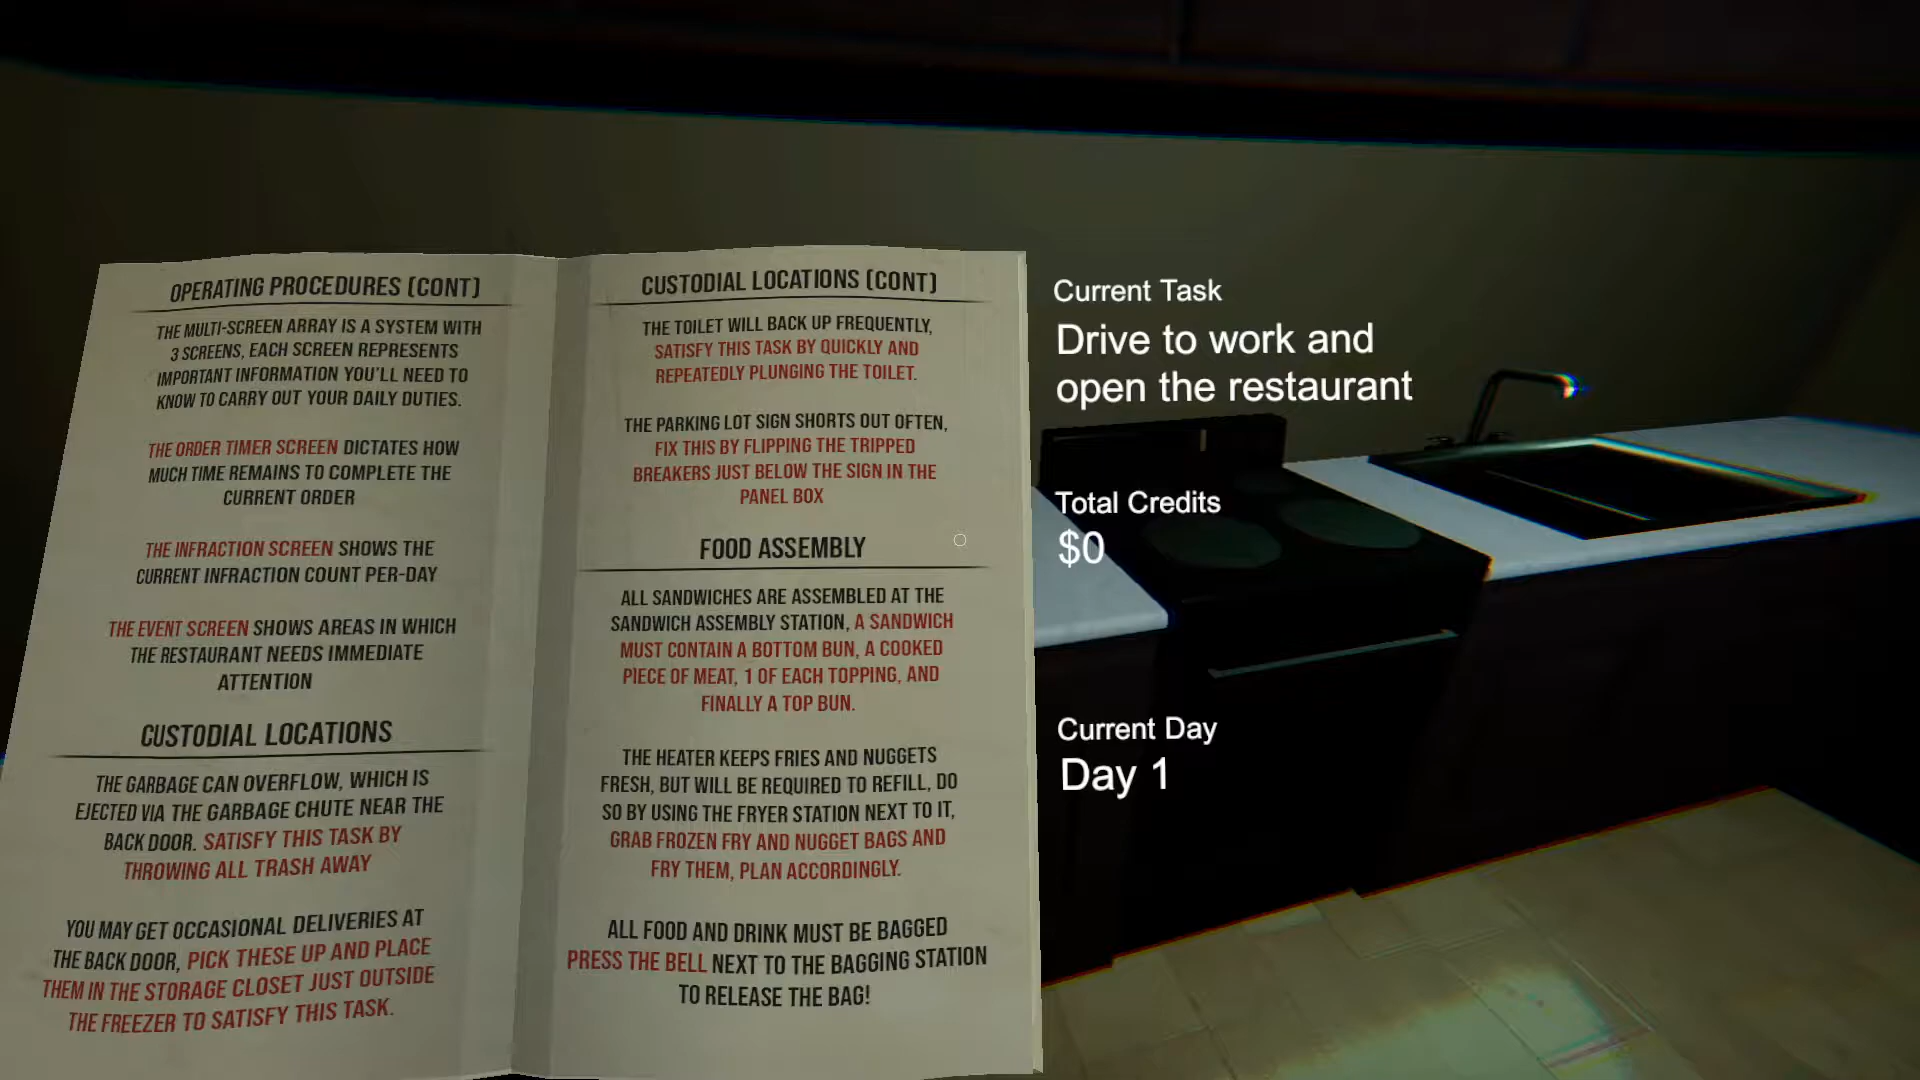 OPERATING PROCEDURES (CONT)
THE MULTI-SCREEN ARRAY IS A SYSTEM WITH
3 SCREENS, EACH SCREEN REPRESENTS
IMPORTANT INFORMATION YOU'LL NEED TO
KNOW TO CARRY OUT YOUR DAILY DUTIES.
THE ORDER TIMER SCREEN DICTATES HOW
MUCH TIME REMAINS TO COMPLETE THE
CURRENT ORDER
THE INFRACTION SCREEN SHOWS THE
CURRENT INFRACTION COUNT PER-DAY
THE EVENT SCREEN SHOWS AREAS IN WHICH
THE RESTAURANT NEEDS IMMEDIATE
ATTENTION
CUSTODIAL LOCATIONS
THE GARBAGE CAN OVERFLOW, WHICH IS
EJECTED VIA THE GARBAGE CHUTE NEAR THE
BACK DOOR. SATISFY THIS TASK BY
THROWING ALL TRASH AWAY
YOU MAY GET OCCASIONAL DELIVERIES AT
THE BACK DOOR, PICK THESE UP AND PLACE
THEM IN THE STORAGE CLOSET JUST OUTSIDE
THE FREEZER TO SATISFY THIS TASK.
CUSTODIAL LOCATIONS (CONT)
THE TOILET WILL BACK UP FREQUENTLY,
SATISFY THIS TASK BY QUICKLY AND
REPEATEDLY PLUNGING THE TOILET.
THE PARKING LOT SIGN SHORTS OUT OFTEN,
FIX THIS BY FLIPPING THE TRIPPED
BREAKERS JUST BELOW THE SIGN IN THE
PANEL BOX
FOOD ASSEMBLY
ALL SANDWICHES ARE ASSEMBLED AT THE
SANDWICH ASSEMBLY STATION, A SANDWICH
MUST CONTAIN A BOTTOM BUN, A COOKED
PIECE OF MEAT, 1 OF EACH TOPPING, AND
FINALLY A TOP BUN.
THE HEATER KEEPS FRIES AND NUGGETS
FRESH, BUT WILL BE REQUIRED TO REFILL, DO
SO BY USING THE FRYER STATION NEXT TO IT,
GRAB FROZEN FRY AND NUGGET BAGS AND
FRY THEM, PLAN ACCORDINGLY.
ALL FOOD AND DRINK MUST BE BAGGED
PRESS THE BELL NEXT TO THE BAGGING STATION
TO RELEASE THE BAG!
Current Task
Drive to work and
open the restaurant
Total Credits
$0
Current Day
Day 1